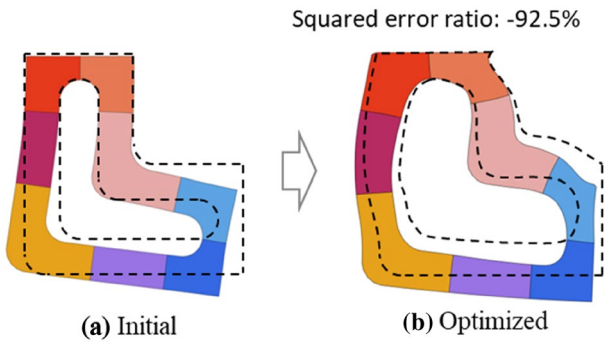 Squared error ratio: -92.5%
(a) Initial
(b) Optimized